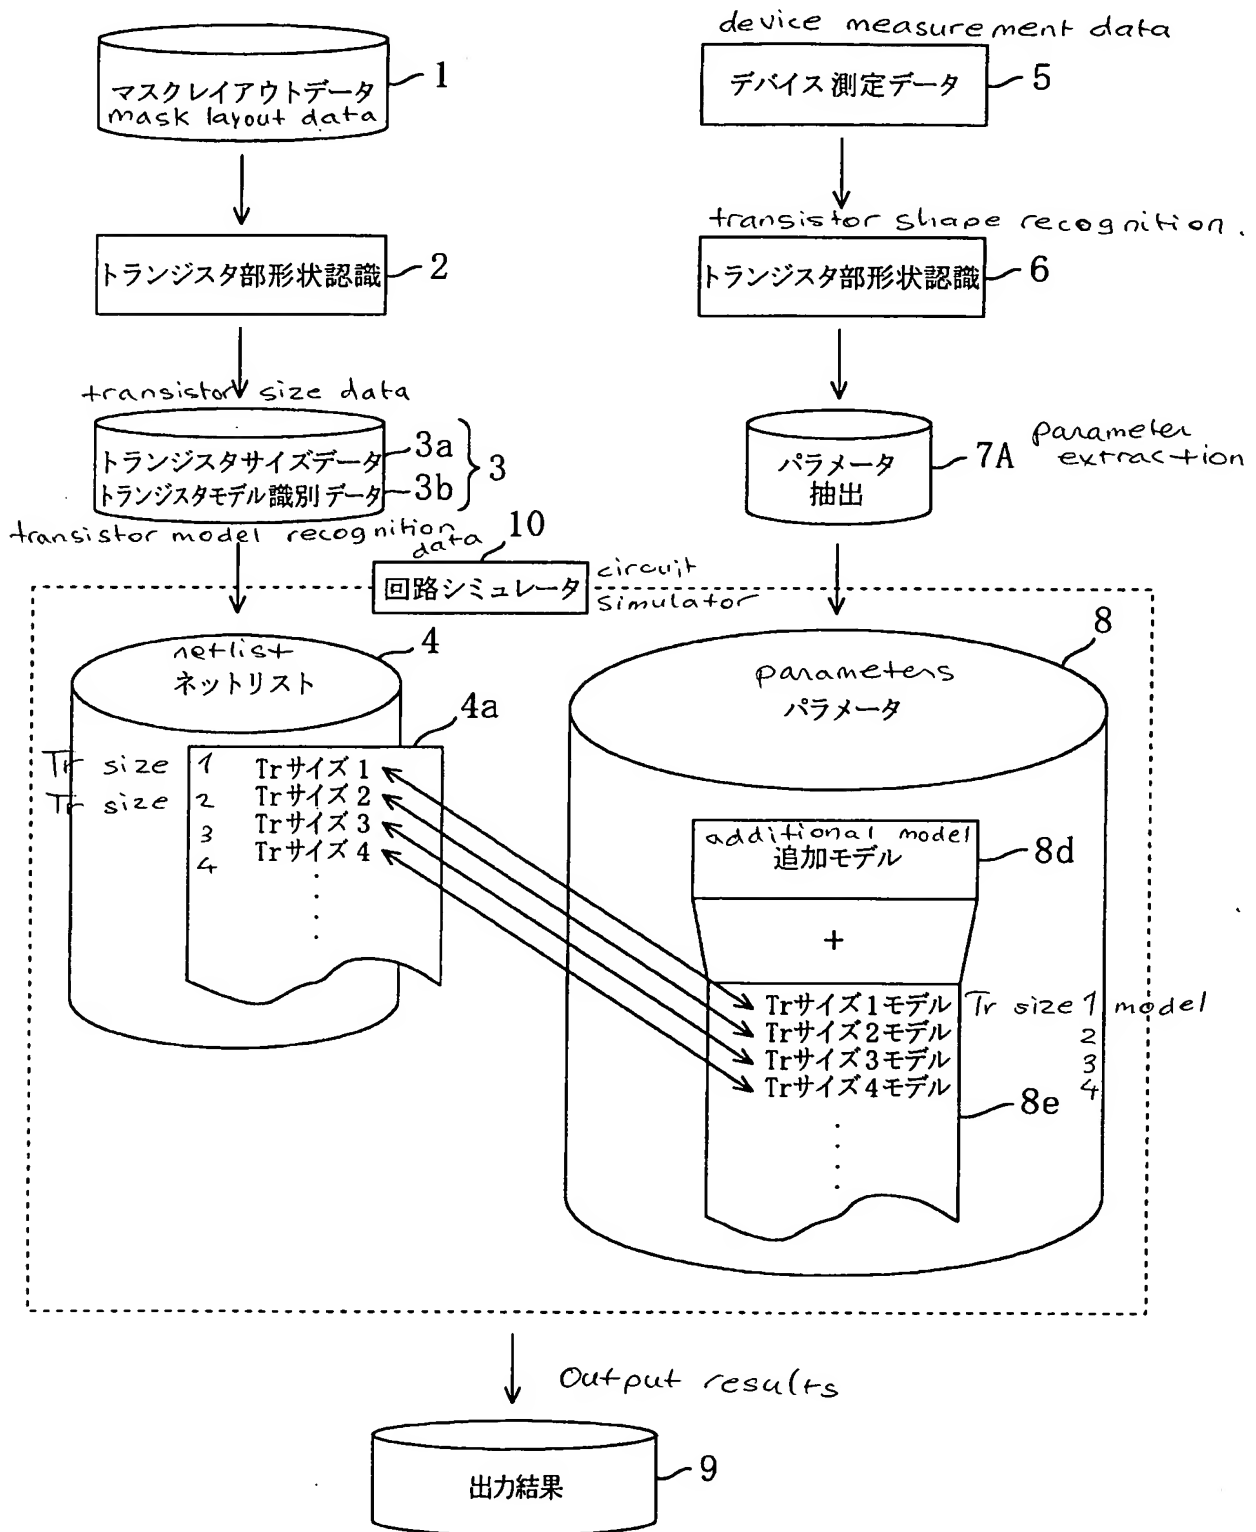 device measurement data
マスクレイアウトデータ
mask layout data
1
デバイス測定データ
5
transistor shape recognition.
トランジスタ部形状認識
2
トランジスタ部形状認識
6
transistor size data
トランジスタサイズデータ
3a
トランジスタモデル識別データ
3b
3
transistor model recognition data
パラメータ
抽出
7A
parameter
extraction
10
回路シミュレータ
circuit
simulator
netlist
ネットリスト
4
4a
Tr size 1 Trサイズ1
Tr size 2 Trサイズ2
3 Trサイズ3
4 Trサイズ4
8
parameters
パラメータ
additional model
追加モデル
8d
+
Trサイズ1モデル Tr size 1 model
Trサイズ2モデル 2
Trサイズ3モデル 3
Trサイズ4モデル 4
8e
Output results
出力結果
9